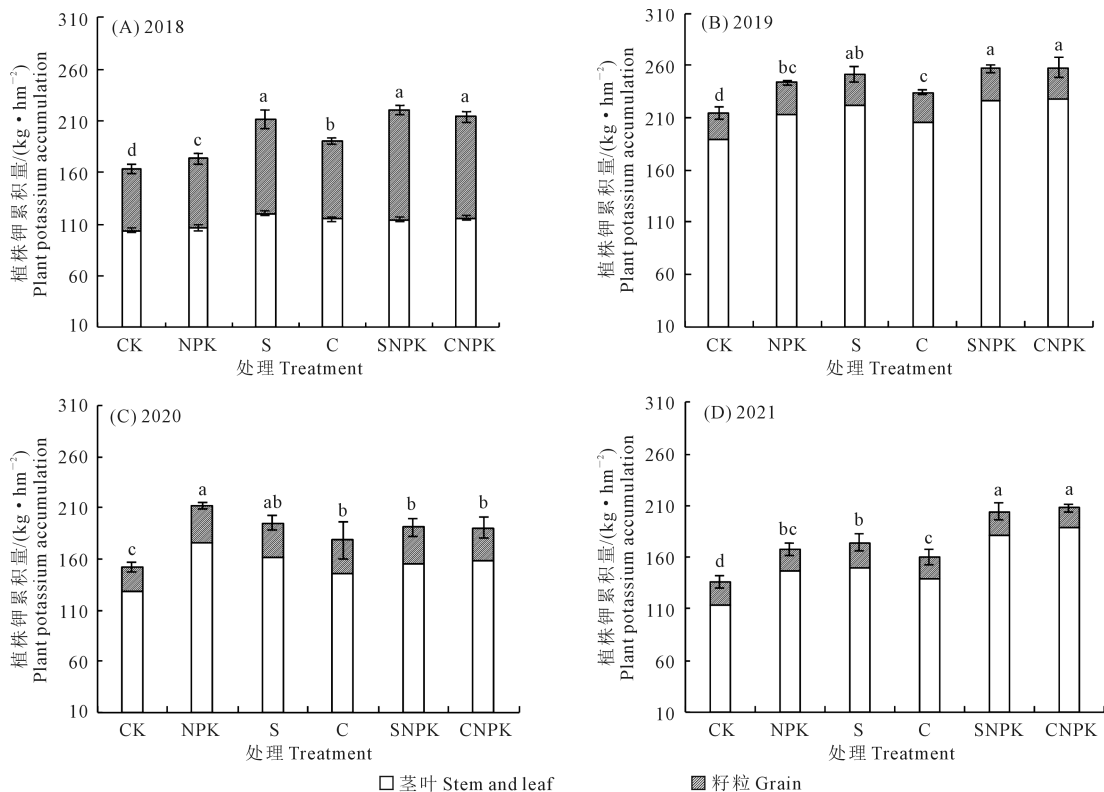 (A) 2018
植株钾累积量/(kg·hm⁻²)
Plant potassium accumulation
310
260
210
160
110
60
10
d
c
a
b
a
a
CK NPK S C SNPK CNPK
处理 Treatment
(B) 2019
植株钾累积量/(kg·hm⁻²)
Plant potassium accumulation
310
260
210
160
110
60
10
d
bc
ab
c
a
a
CK NPK S C SNPK CNPK
处理 Treatment
(C) 2020
植株钾累积量/(kg·hm⁻²)
Plant potassium accumulation
310
260
210
160
110
60
10
c
a
ab
b
b
b
CK NPK S C SNPK CNPK
处理 Treatment
(D) 2021
植株钾累积量/(kg·hm⁻²)
Plant potassium accumulation
310
260
210
160
110
60
10
d
bc
b
c
a
a
CK NPK S C SNPK CNPK
处理 Treatment
茎叶 Stem and leaf 籽粒 Grain